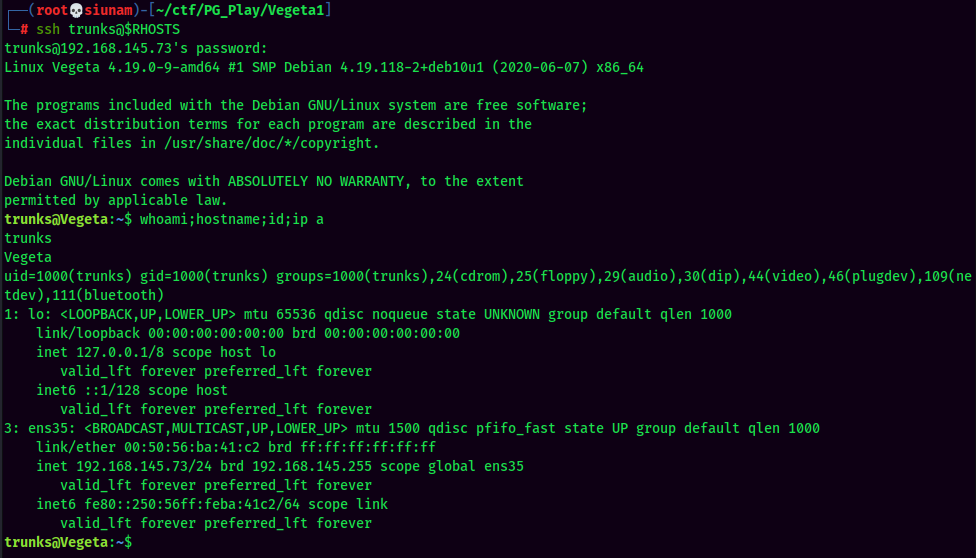 ┌──(root💀siunam)-[~/ctf/PG_Play/Vegeta1]
└─# ssh trunks@$RHOSTS
trunks@192.168.145.73's password:
Linux Vegeta 4.19.0-9-amd64 #1 SMP Debian 4.19.118-2+deb10u1 (2020-06-07) x86_64

The programs included with the Debian GNU/Linux system are free software;
the exact distribution terms for each program are described in the
individual files in /usr/share/doc/*/copyright.

Debian GNU/Linux comes with ABSOLUTELY NO WARRANTY, to the extent
permitted by applicable law.
trunks@Vegeta:~$ whoami;hostname;id;ip a
trunks
Vegeta
uid=1000(trunks) gid=1000(trunks) groups=1000(trunks),24(cdrom),25(floppy),29(audio),30(dip),44(video),46(plugdev),109(ne
tdev),111(bluetooth)
1: lo: <LOOPBACK,UP,LOWER_UP> mtu 65536 qdisc noqueue state UNKNOWN group default qlen 1000
    link/loopback 00:00:00:00:00:00 brd 00:00:00:00:00:00
    inet 127.0.0.1/8 scope host lo
       valid_lft forever preferred_lft forever
    inet6 ::1/128 scope host
       valid_lft forever preferred_lft forever
3: ens35: <BROADCAST,MULTICAST,UP,LOWER_UP> mtu 1500 qdisc pfifo_fast state UP group default qlen 1000
    link/ether 00:50:56:ba:41:c2 brd ff:ff:ff:ff:ff:ff
    inet 192.168.145.73/24 brd 192.168.145.255 scope global ens35
       valid_lft forever preferred_lft forever
    inet6 fe80::250:56ff:feba:41c2/64 scope link
       valid_lft forever preferred_lft forever
trunks@Vegeta:~$